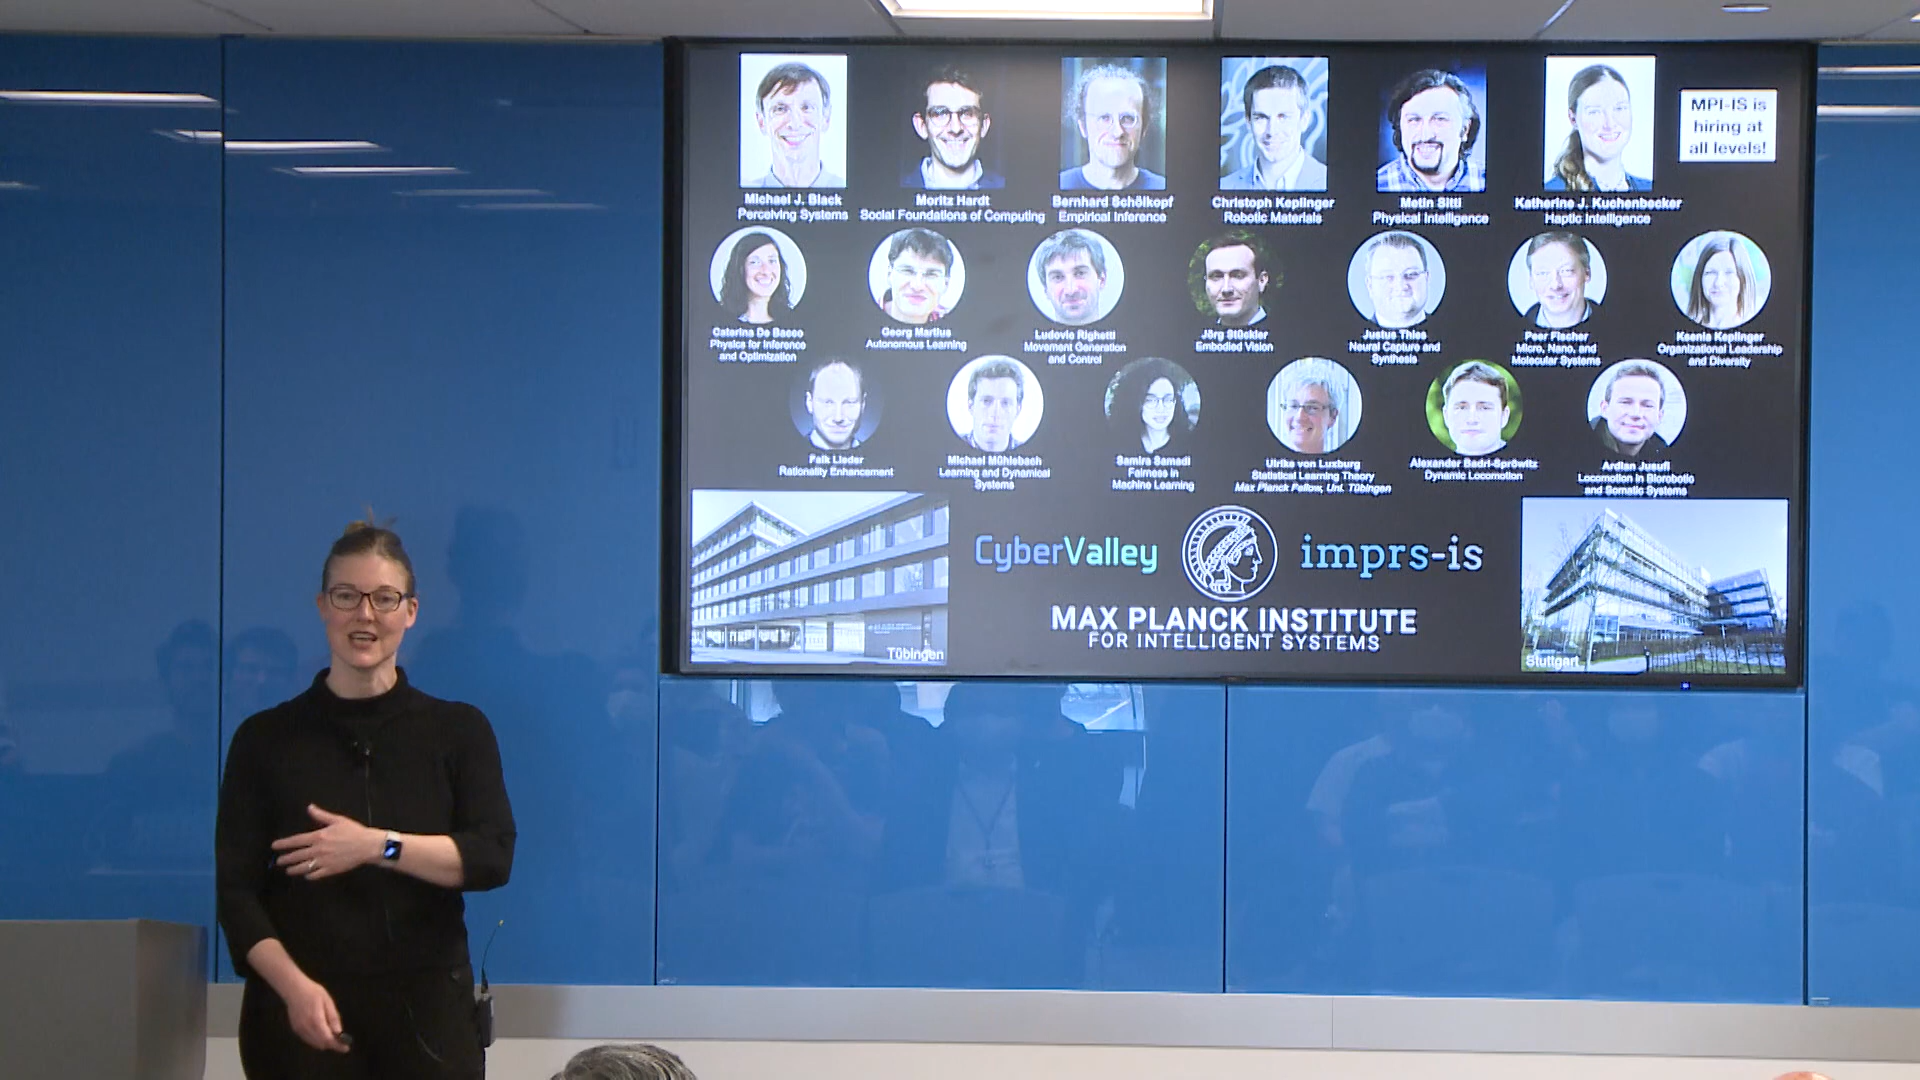 MPI-IS is
hiring at
all levels!
Michael J. Black
Perceiving Systems
Moritz Hardt
Social Foundations of Computing
Bernhard Schölkopf
Empirical Inference
Christoph Keplinger
Robotic Materials
Metin Sitti
Physical Intelligence
Katherine J. Kuchenbecker
Haptic Intelligence
Caterina De Bacco
Physics for Inference
and Optimization
Georg Martius
Autonomous Learning
Ludovic Righetti
Movement Generation
and Control
Jörg Stückler
Embodied Vision
Justus Thies
Neural Capture and
Synthesis
Peer Fischer
Micro, Nano, and
Molecular Systems
Ksenia Keplinger
Organizational Leadership
and Diversity
Falk Lieder
Rationality Enhancement
Michael Mühlebach
Learning and Dynamical
Systems
Samira Samadi
Fairness in
Machine Learning
Ulrike von Luxburg
Statistical Learning Theory
Max Planck Fellow, Uni. Tübingen
Alexander Badri-Spröwitz
Dynamic Locomotion
Ardian Jusufi
Locomotion in Biorobotic
and Somatic Systems
Tübingen
CyberValley
imprs-is
MAX PLANCK INSTITUTE
FOR INTELLIGENT SYSTEMS
Stuttgart